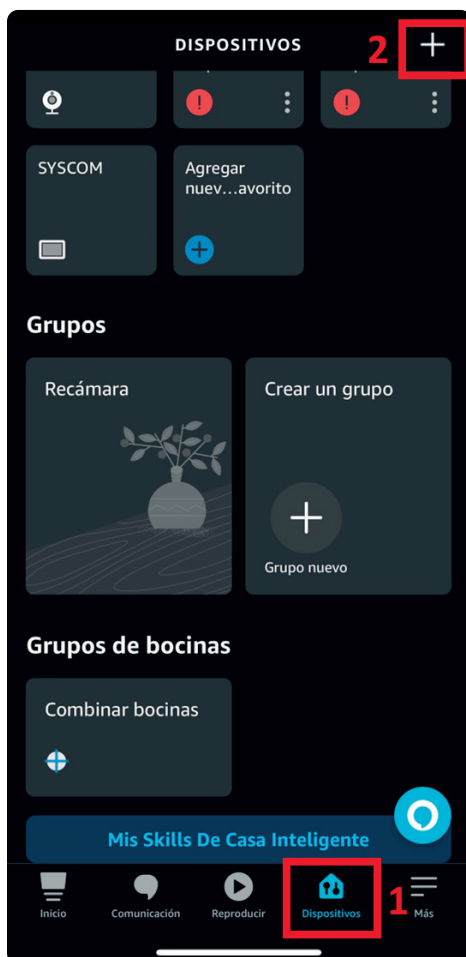 DISPOSITIVOS
2
SYSCOM
Agregar
nuev...avorito
Grupos
Recámara
Crear un grupo
Grupo nuevo
Grupos de bocinas
Combinar bocinas
Mis Skills De Casa Inteligente
Inicio
Comunicación
Reproducir
Dispositivos
1
Más